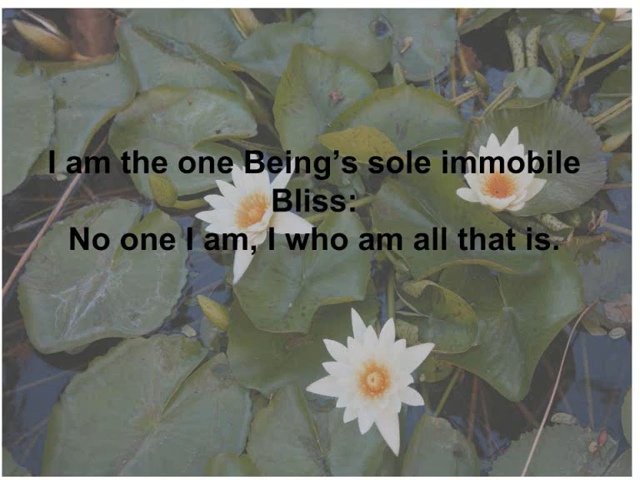 I am the one Being’s sole immobile
Bliss:
No one I am, I who am all that is.